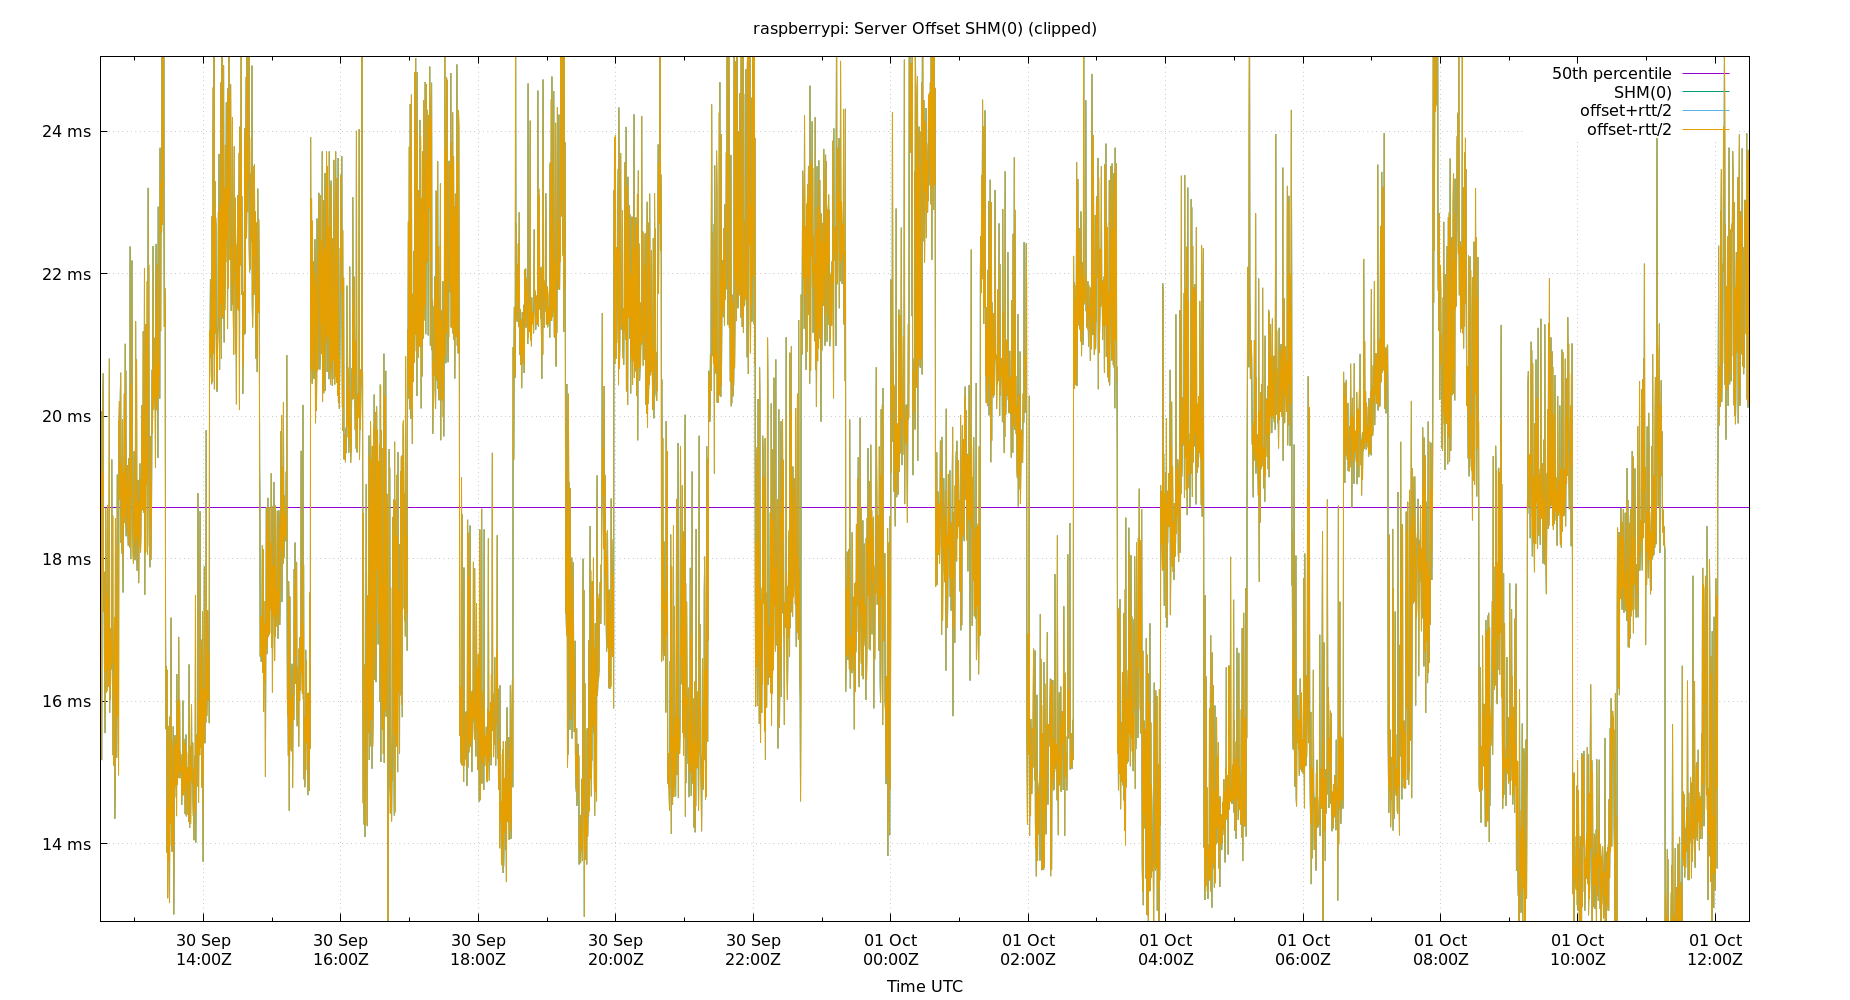 raspberrypi: Server Offset SHM(0) (clipped)
50th percentile
SHM(0)
offset+rtt/2
offset-rtt/2
24 ms
22 ms
20 ms
18 ms
16 ms
14 ms
30 Sep 30 Sep 30 Sep 30 Sep 30 Sep 01 Oct 01 Oct 01 Oct 01 Oct 01 Oct 01 Oct 01 Oct
14:00Z 16:00Z 18:00Z 20:00Z 22:00Z 00:00Z 02:00Z 04:00Z 06:00Z 08:00Z 10:00Z 12:00Z
Time UTC